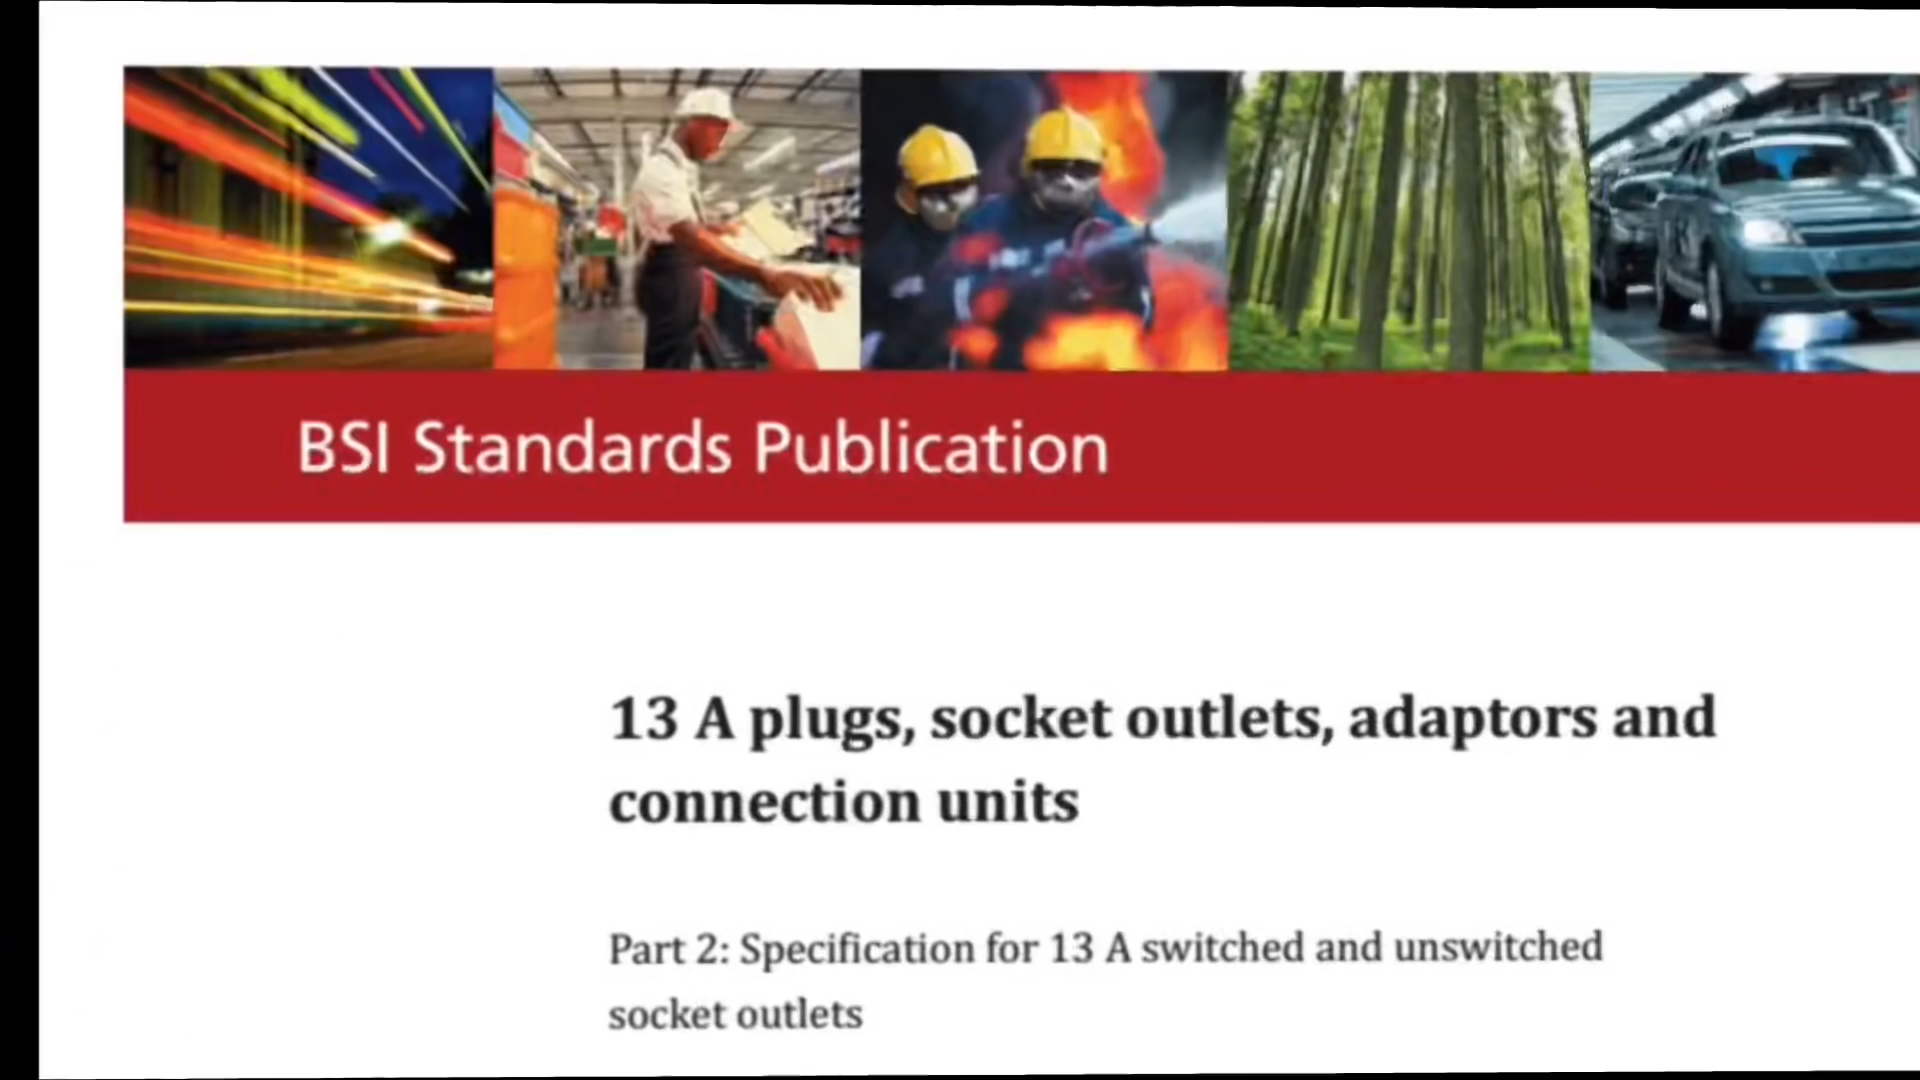 BSI Standards Publication
13 A plugs, socket outlets, adaptors and
connection units
Part 2: Specification for 13 A switched and unswitched
socket outlets